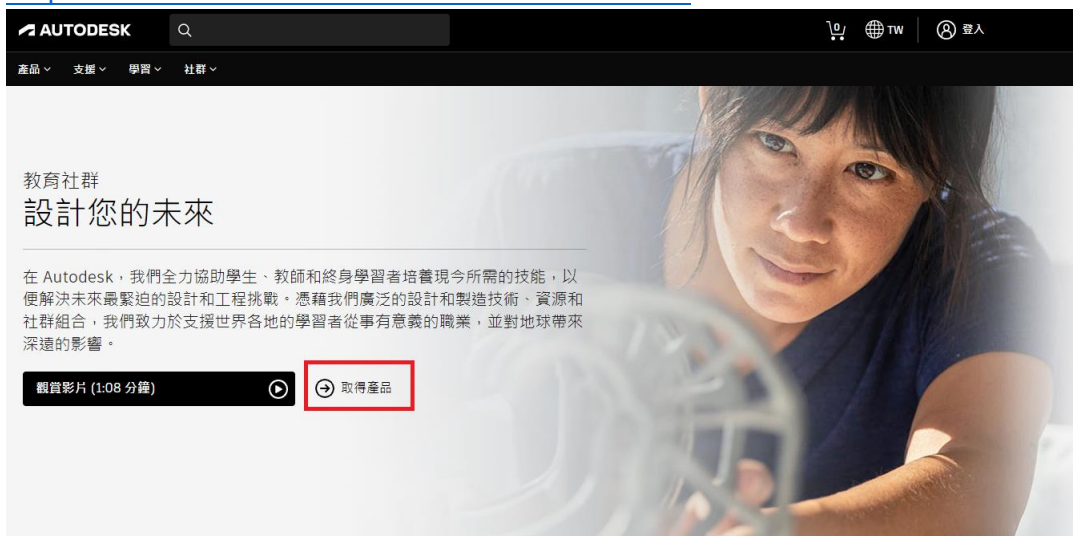 AUTODESK
0
TW
登入
產品
支援
學習
社群
教育社群
設計您的未來
在 Autodesk，我們全力協助學生、教師和終身學習者培養現今所需的技能，以
便解決未來最緊迫的設計和工程挑戰。憑藉我們廣泛的設計和製造技術、資源和
社群組合，我們致力於支援世界各地的學習者從事有意義的職業，並對地球帶來
深遠的影響。
觀賞影片 (1:08 分鐘)
取得產品